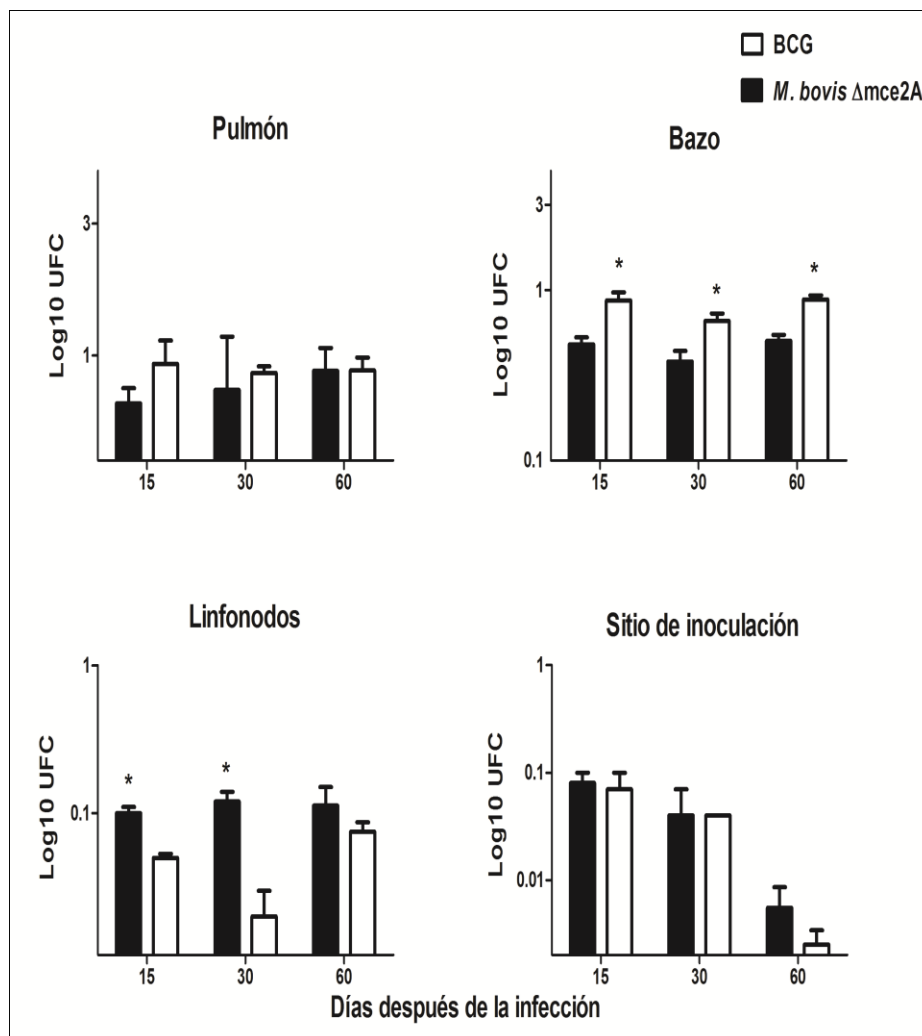 BCG
M. bovis Δmce2A
Pulmón
Log10 UFC
3
1
15 30 60
Bazo
Log10 UFC
3
1
0.1
* * *
15 30 60
Linfonodos
Log10 UFC
1
0.1
* *
15 30 60
Sitio de inoculación
Log10 UFC
1
0.1
0.01
15 30 60
Días después de la infección